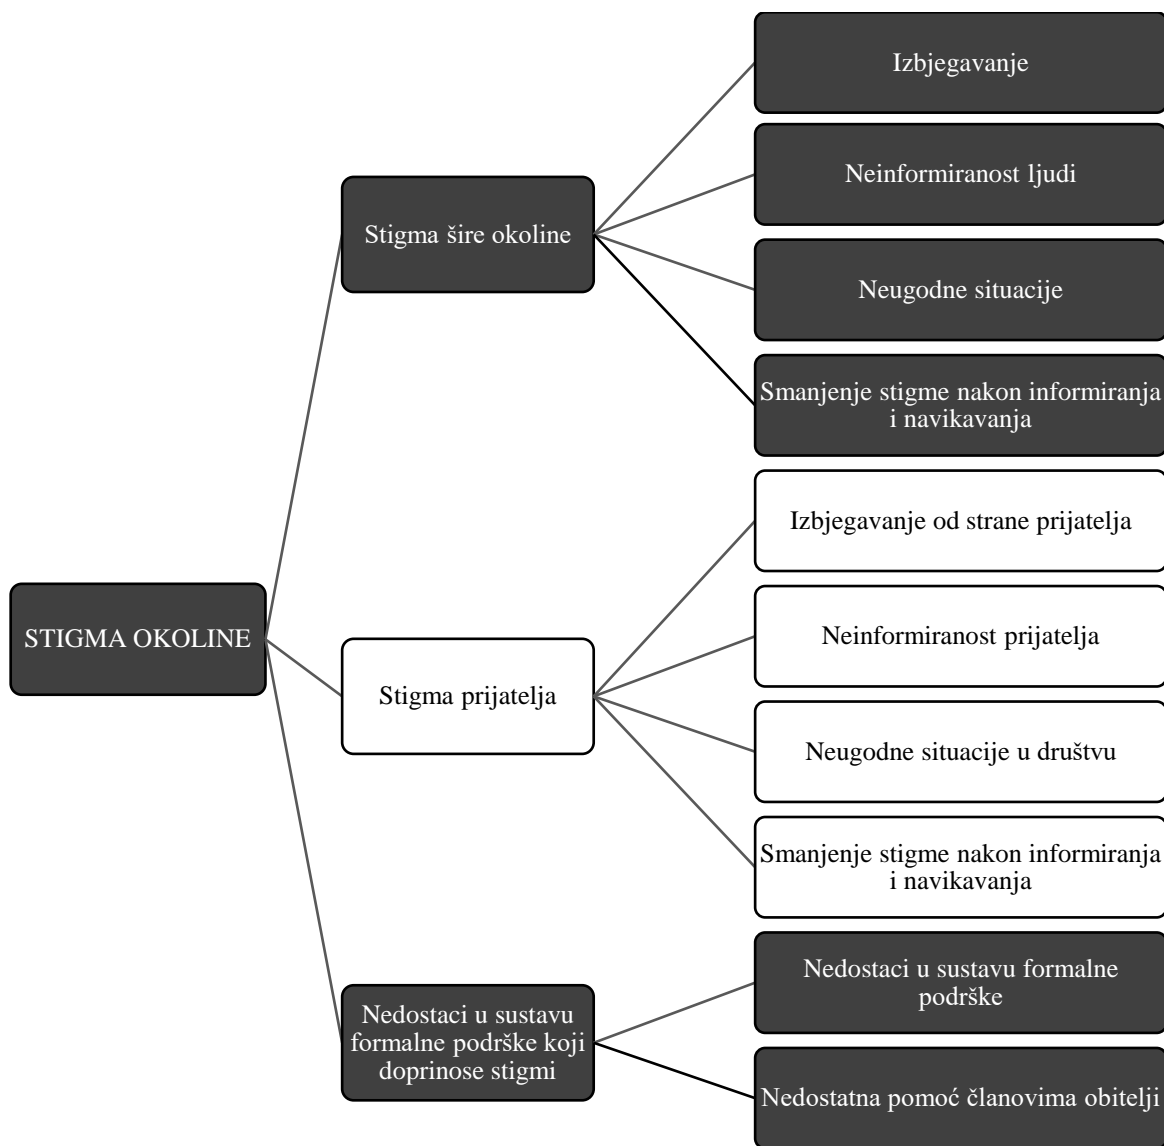 STIGMA OKOLINE
Stigma šire okoline
Izbjegavanje
Neinformiranost ljudi
Neugodne situacije
Smanjenje stigme nakon informiranja
i navikavanja
Stigma prijatelja
Izbjegavanje od strane prijatelja
Neinformiranost prijatelja
Neugodne situacije u društvu
Smanjenje stigme nakon informiranja
i navikavanja
Nedostaci u sustavu
formalne podrške koji
doprinose stigmi
Nedostaci u sustavu formalne
podrške
Nedostatna pomoć članovima obitelji